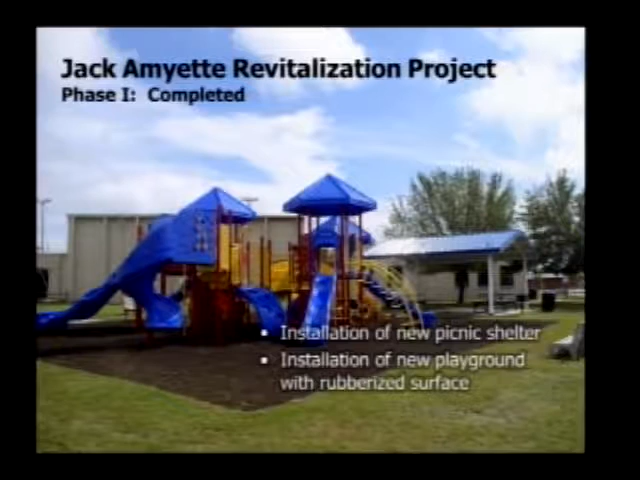 Jack Amyette Revitalization Project
Phase I: Completed
• Installation of new picnic shelter
• Installation of new playground
with rubberized surface